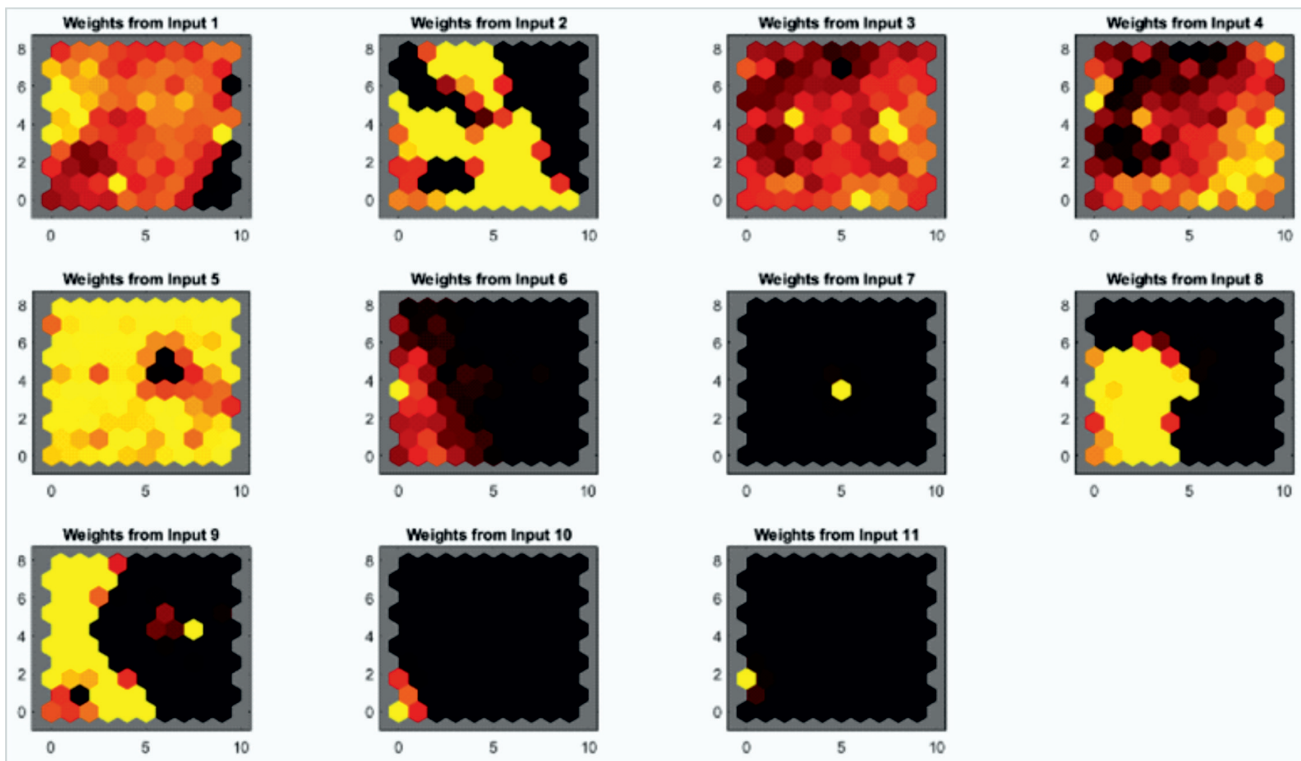 Weights from Input 1
Weights from Input 2
Weights from Input 3
Weights from Input 4
8
6
4
2
0
0 5 10
8
6
4
2
0
0 5 10
8
6
4
2
0
0 5 10
8
6
4
2
0
0 5 10
Weights from Input 5
Weights from Input 6
Weights from Input 7
Weights from Input 8
8
6
4
2
0
0 5 10
8
6
4
2
0
0 5 10
8
6
4
2
0
0 5 10
8
6
4
2
0
0 5 10
Weights from Input 9
Weights from Input 10
Weights from Input 11
8
6
4
2
0
0 5 10
8
6
4
2
0
0 5 10
8
6
4
2
0
0 5 10